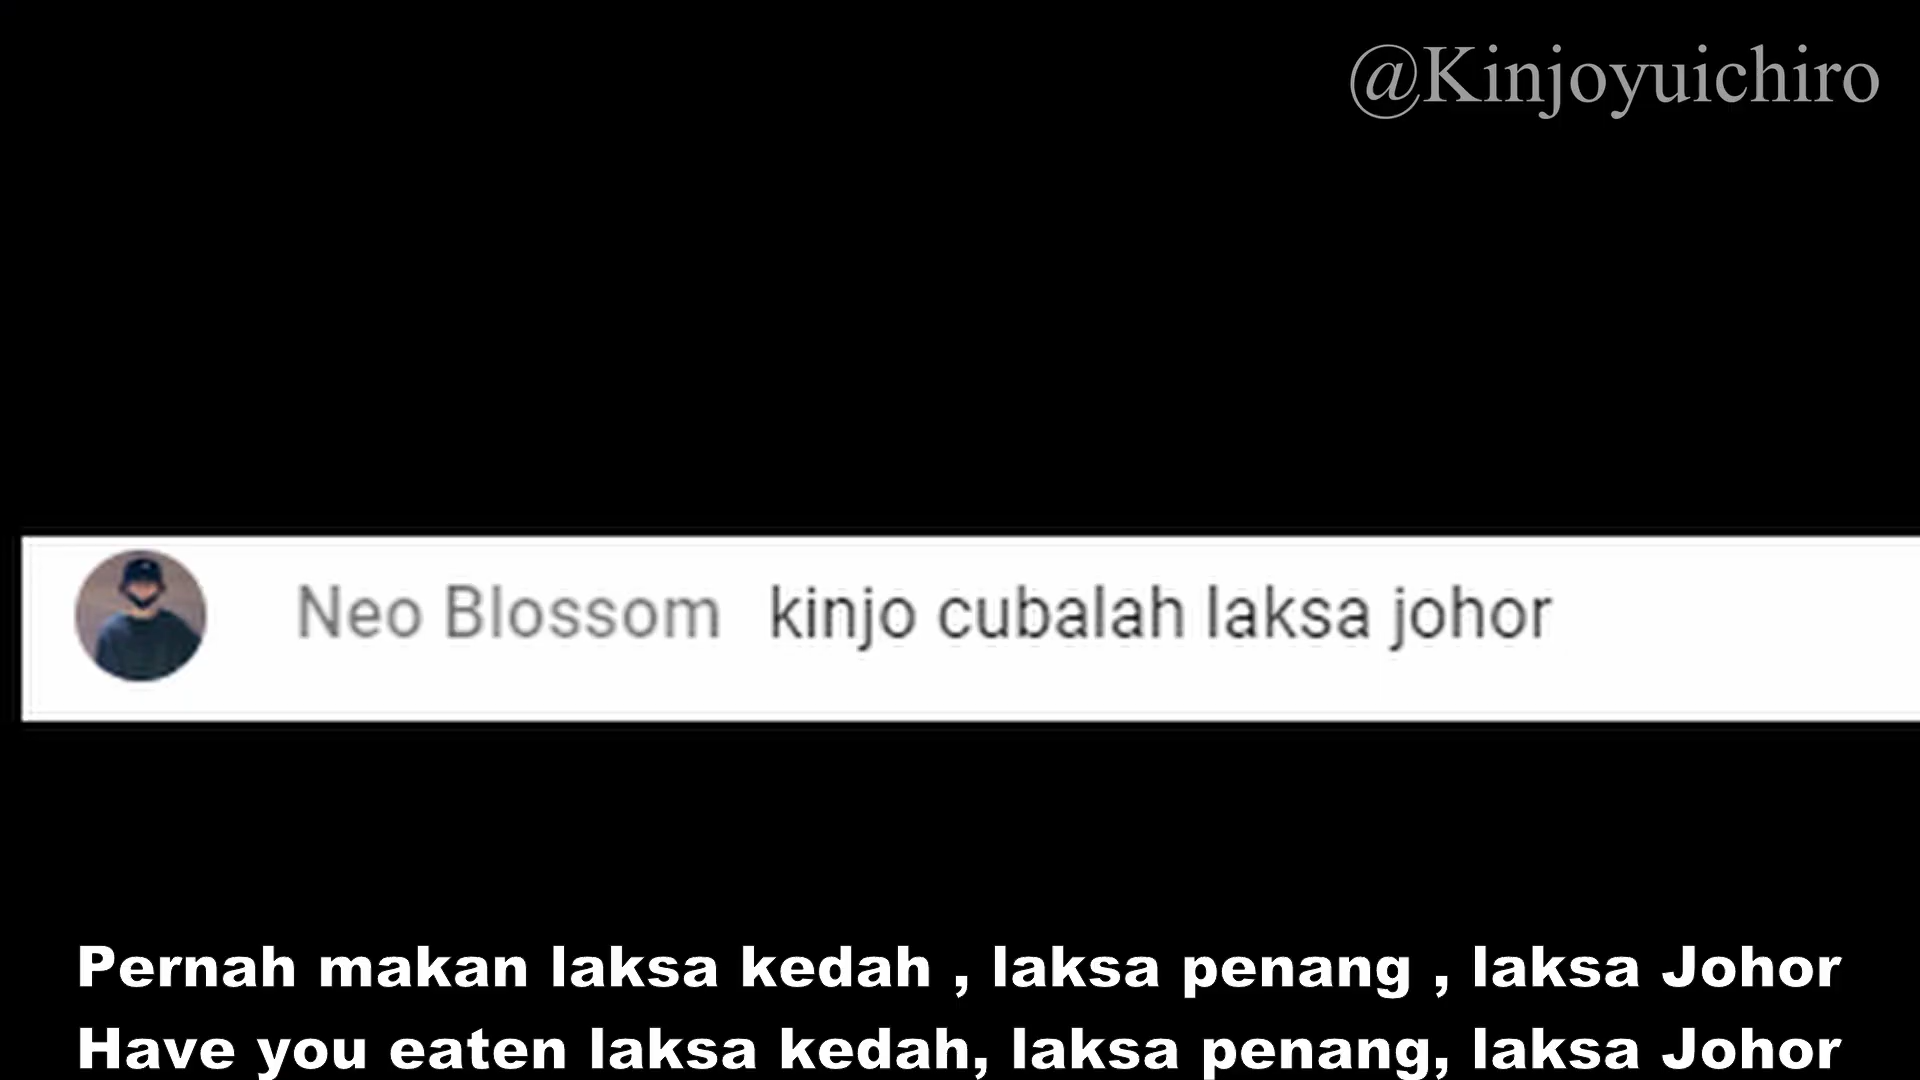 @Kinjoyuichiro
Neo Blossom kinjo cubalah laksa johor
Pernah makan laksa kedah , laksa penang , laksa Johor
Have you eaten laksa kedah, laksa penang, laksa Johor